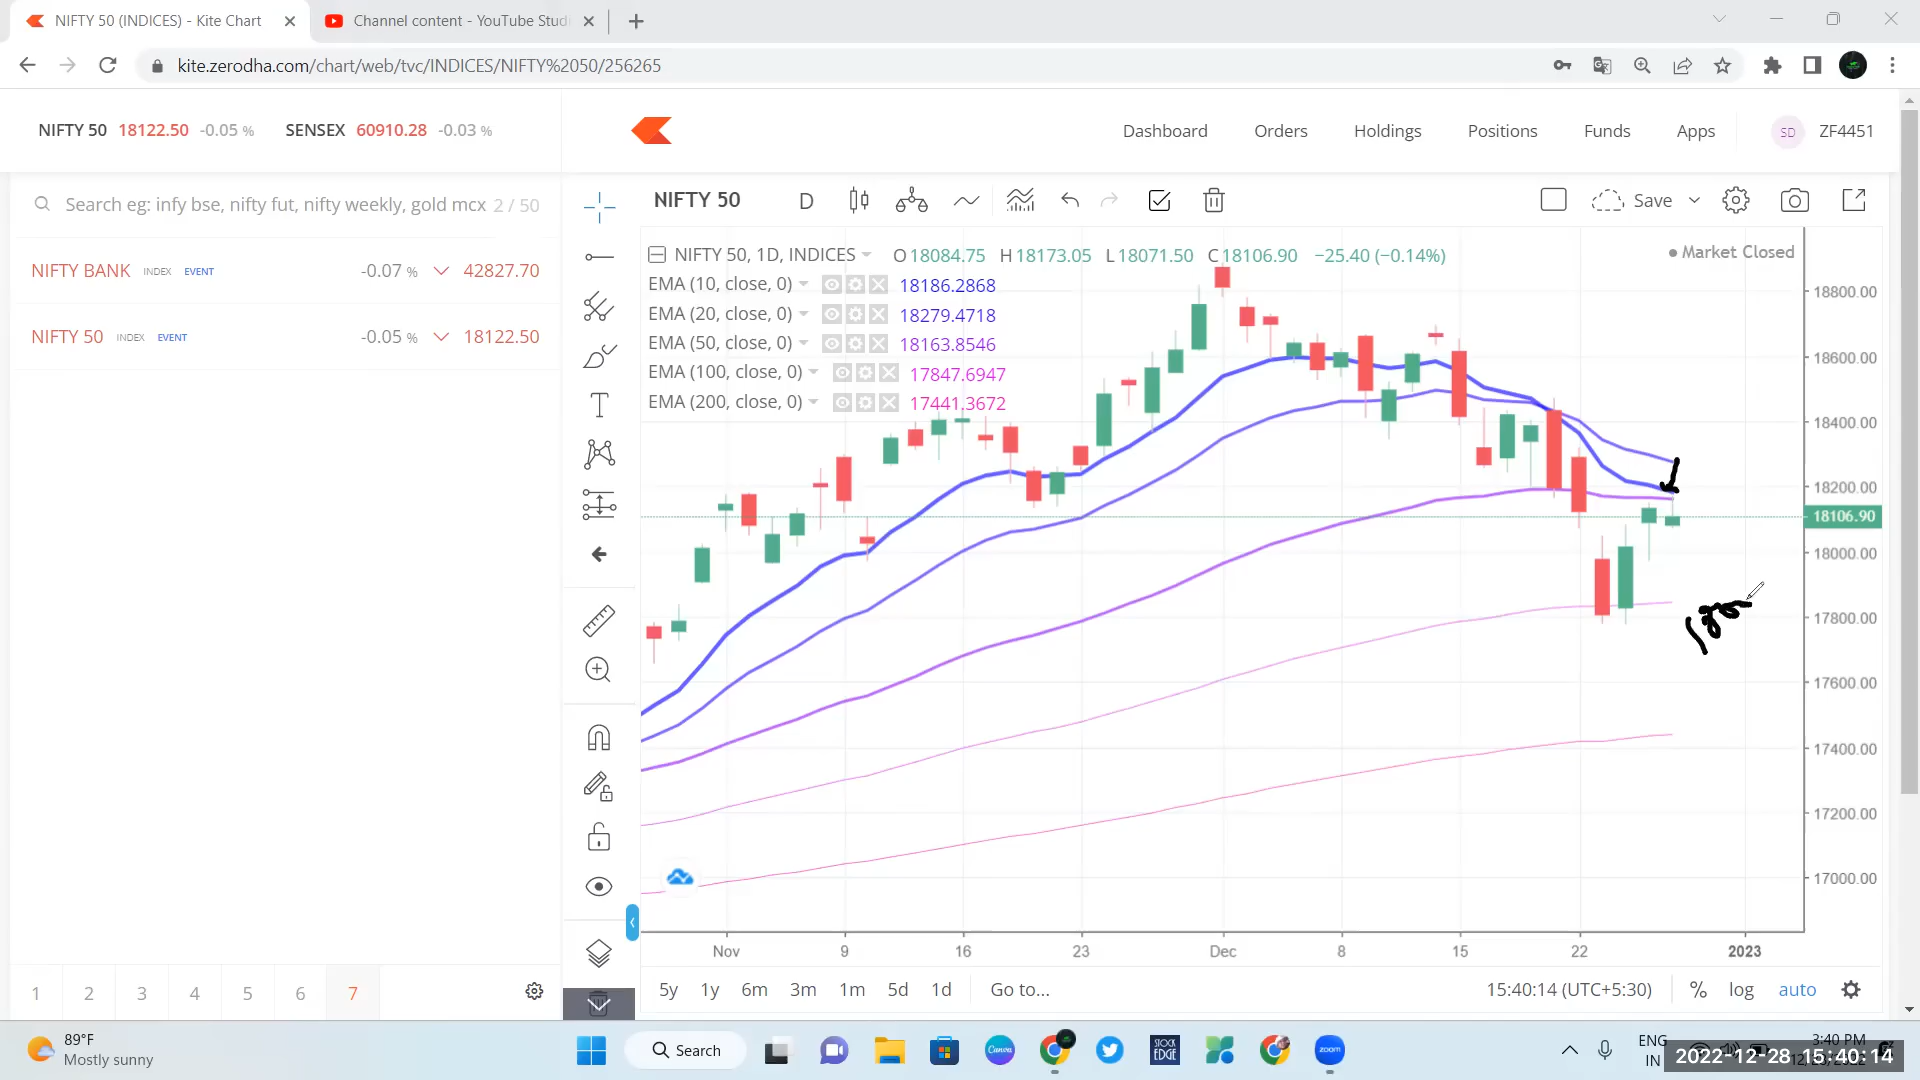 NIFTY 50 (INDICES) - Kite Chart
Channel content - YouTube Studi
kite.zerodha.com/chart/web/tvc/INDICES/NIFTY%2050/256265
NIFTY 50 18122.50 -0.05 % SENSEX 60910.28 -0.03 %
Dashboard Orders Holdings Positions Funds Apps SD ZF4451
Search eg: infy bse, nifty fut, nifty weekly, gold mcx 2 / 50
NIFTY BANK INDEX EVENT -0.07 % 42827.70
NIFTY 50 INDEX EVENT -0.05 % 18122.50
NIFTY 50 D Save
NIFTY 50, 1D, INDICES O18084.75 H18173.05 L18071.50 C18106.90 −25.40 (−0.14%)
Market Closed
EMA (10, close, 0) 18186.2868
EMA (20, close, 0) 18279.4718
EMA (50, close, 0) 18163.8546
EMA (100, close, 0) 17847.6947
EMA (200, close, 0) 17441.3672
18800.00
18600.00
18400.00
18200.00
18106.90
18000.00
17800.00
17600.00
17400.00
17200.00
17000.00
Nov 9 16 23 Dec 8 15 22 2023
1 2 3 4 5 6 7
5y 1y 6m 3m 1m 5d 1d Go to... 15:40:14 (UTC+5:30) % log auto
89°F
Mostly sunny
Search
Canva
STOCK EDGE
zoom
ENG
IN
3:40 PM
2022-12-28 15:40:14